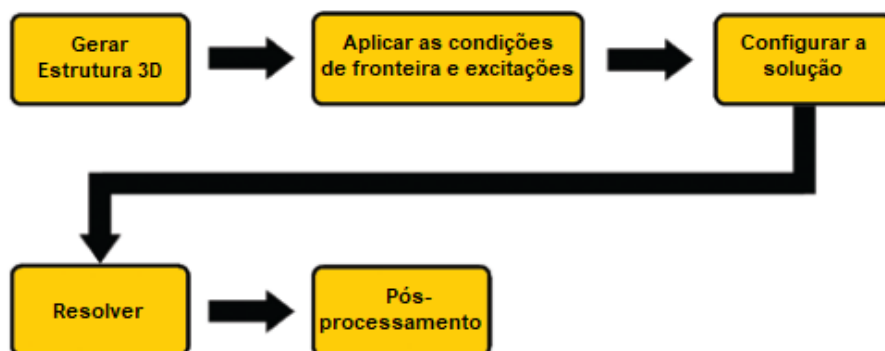 Gerar
Estrutura 3D
Aplicar as condições
de fronteira e excitações
Configurar a
solução
Resolver
Pós-
processamento